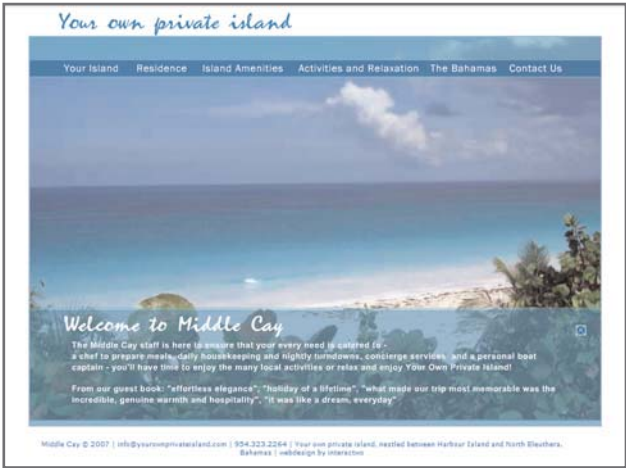 Your own private island
Your Island Residence Island Amenities Activities and Relaxation The Bahamas Contact Us
Welcome to Middle Cay
The Middle Cay staff is here to ensure that your every need is catered to -
a chef to prepare meals, daily housekeeping and nightly turndowns, concierge services and a personal boat
captain - you'll have time to enjoy the many local activities or relax and enjoy Your Own Private Island!
From our guest book: "effortless elegance"; "holiday of a lifetime", "what made our trip most memorable was the
incredible, genuine warmth and hospitality", "it was like a dream, everyday"
Middle Cay © 2007 | info@yourownprivateisland.com | 954.323.2264 | Your own private island, nestled between Harbour Island and North Eleuthera,
Bahamas | webdesign by interactvo